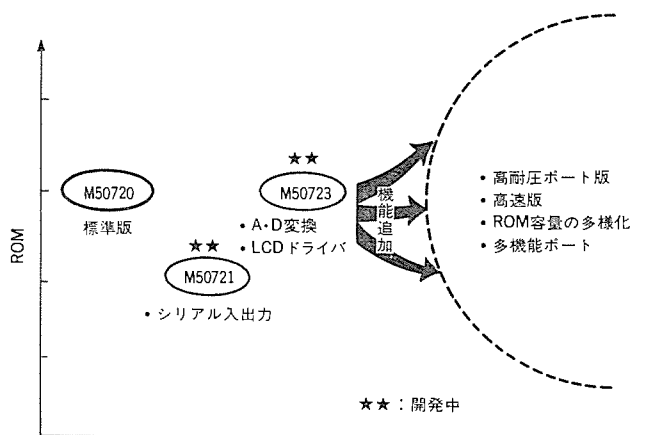 ROM
M50720
標準版
★★
M50721
・シリアル入出力
★★
M50723
・A・D変換
・LCDドライバ
機能追加
・高耐圧ポート版
・高速版
・ROM容量の多様化
・多機能ポート
★★：開発中